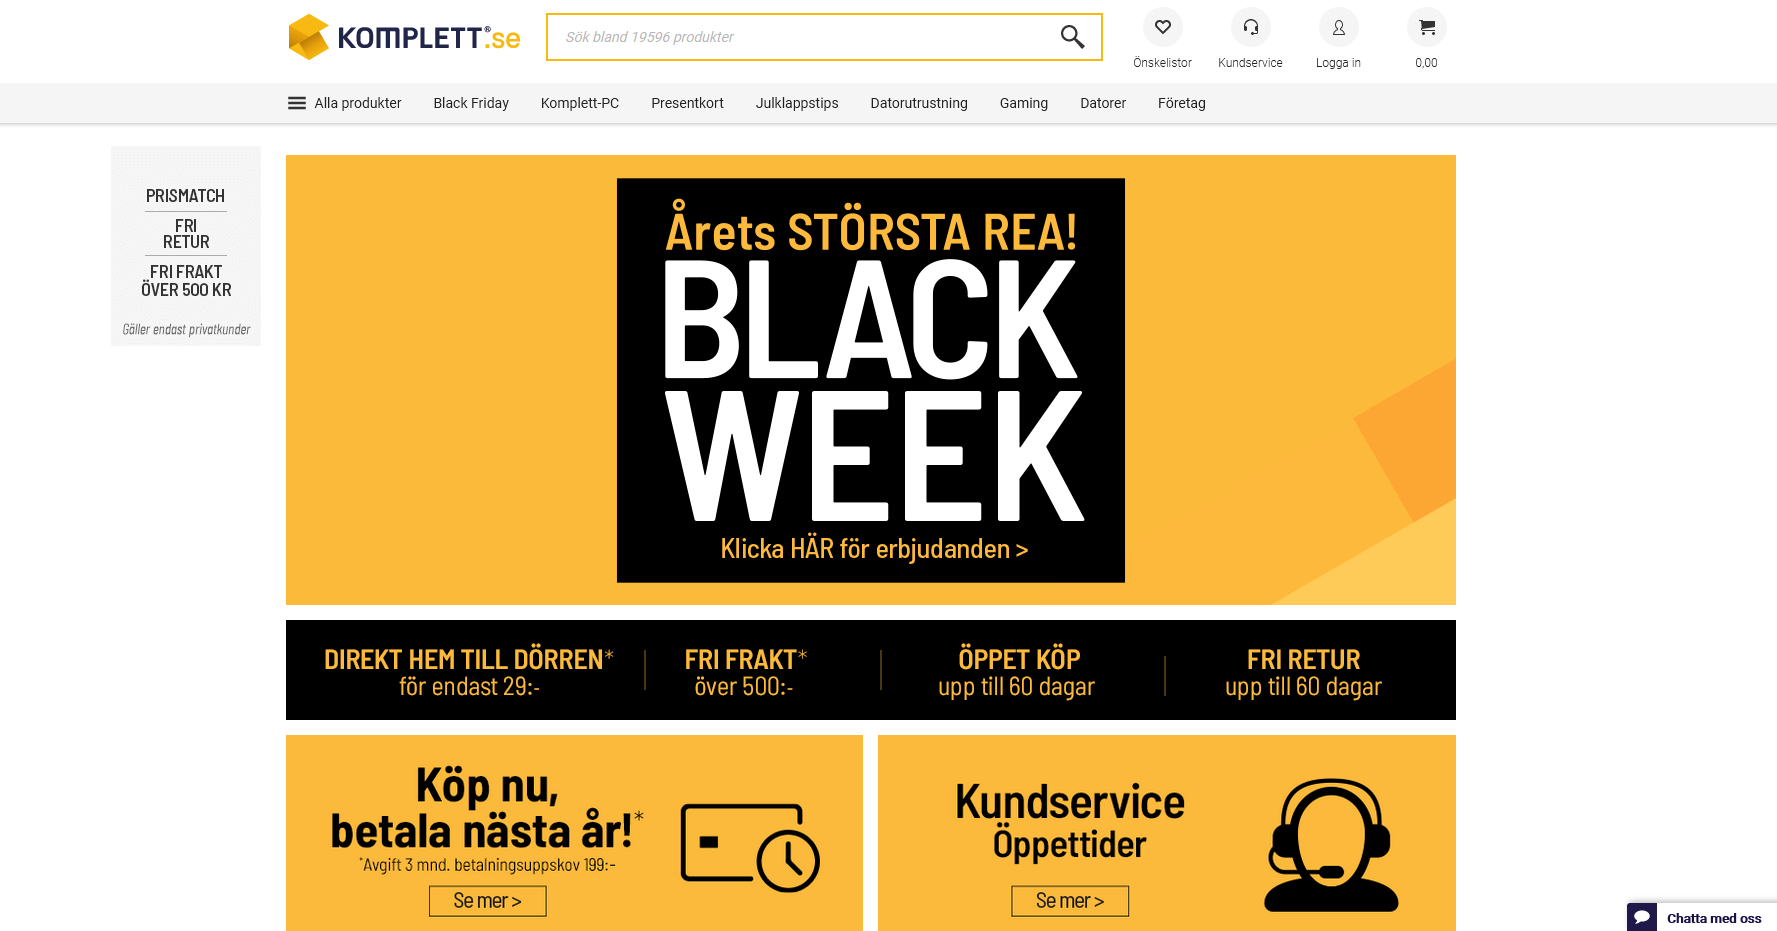 KOMPLETT®.se
Sök bland 19596 produkter
Önskelistor
Kundservice
Logga in
0,00
Alla produkter
Black Friday
Komplett-PC
Presentkort
Julklappstips
Datorutrustning
Gaming
Datorer
Företag
PRISMATCH
FRI
RETUR
FRI FRAKT
ÖVER 500 KR
Gäller endast privatkunder
Årets STÖRSTA REA!
BLACK
WEEK
Klicka HÄR för erbjudanden >
DIREKT HEM TILL DÖRREN*
för endast 29:-
FRI FRAKT*
över 500:-
ÖPPET KÖP
upp till 60 dagar
FRI RETUR
upp till 60 dagar
Köp nu,
betala nästa år!*
*Avgift 3 mnd. betalningsuppskov 199:-
Se mer >
Kundservice
Öppettider
Se mer >
Chatta med oss